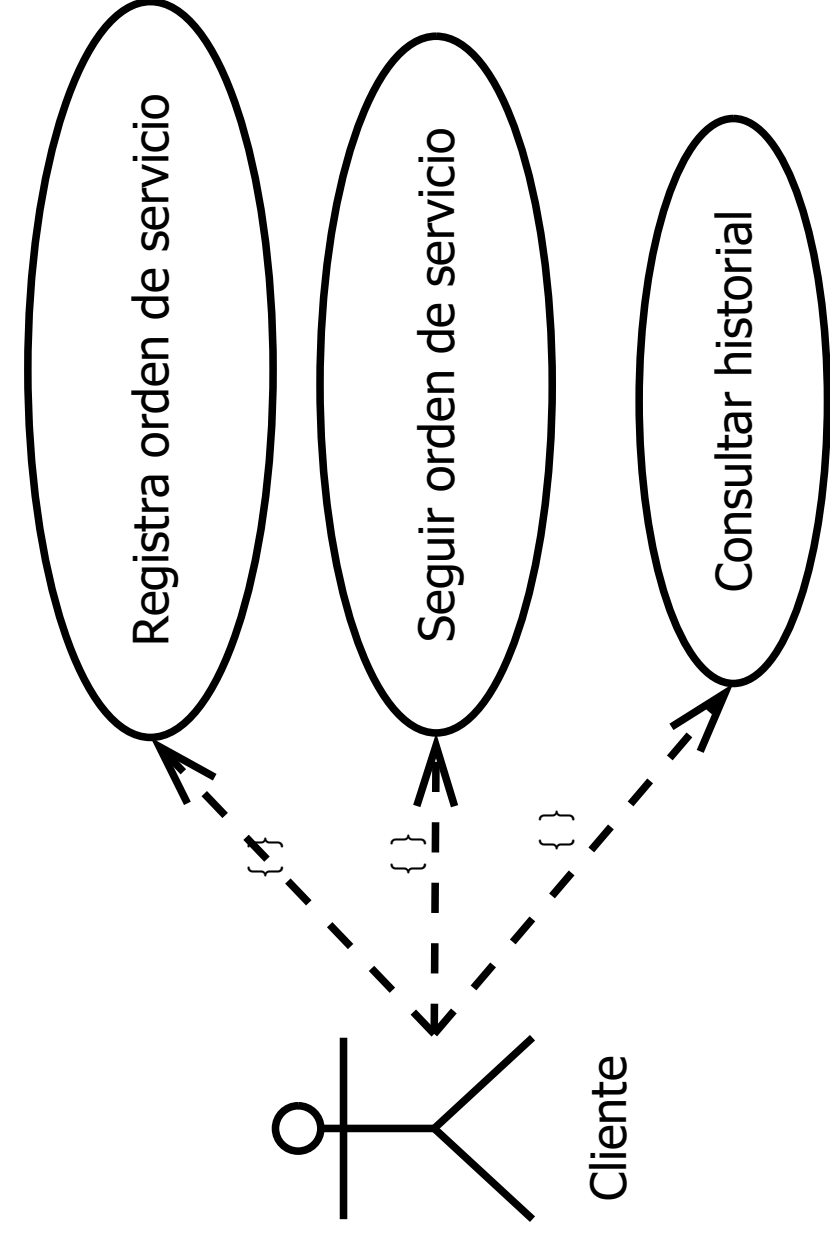 Registra orden de servicio
{ }
Seguir orden de servicio
{ }
Consultar historial
{ }
Cliente